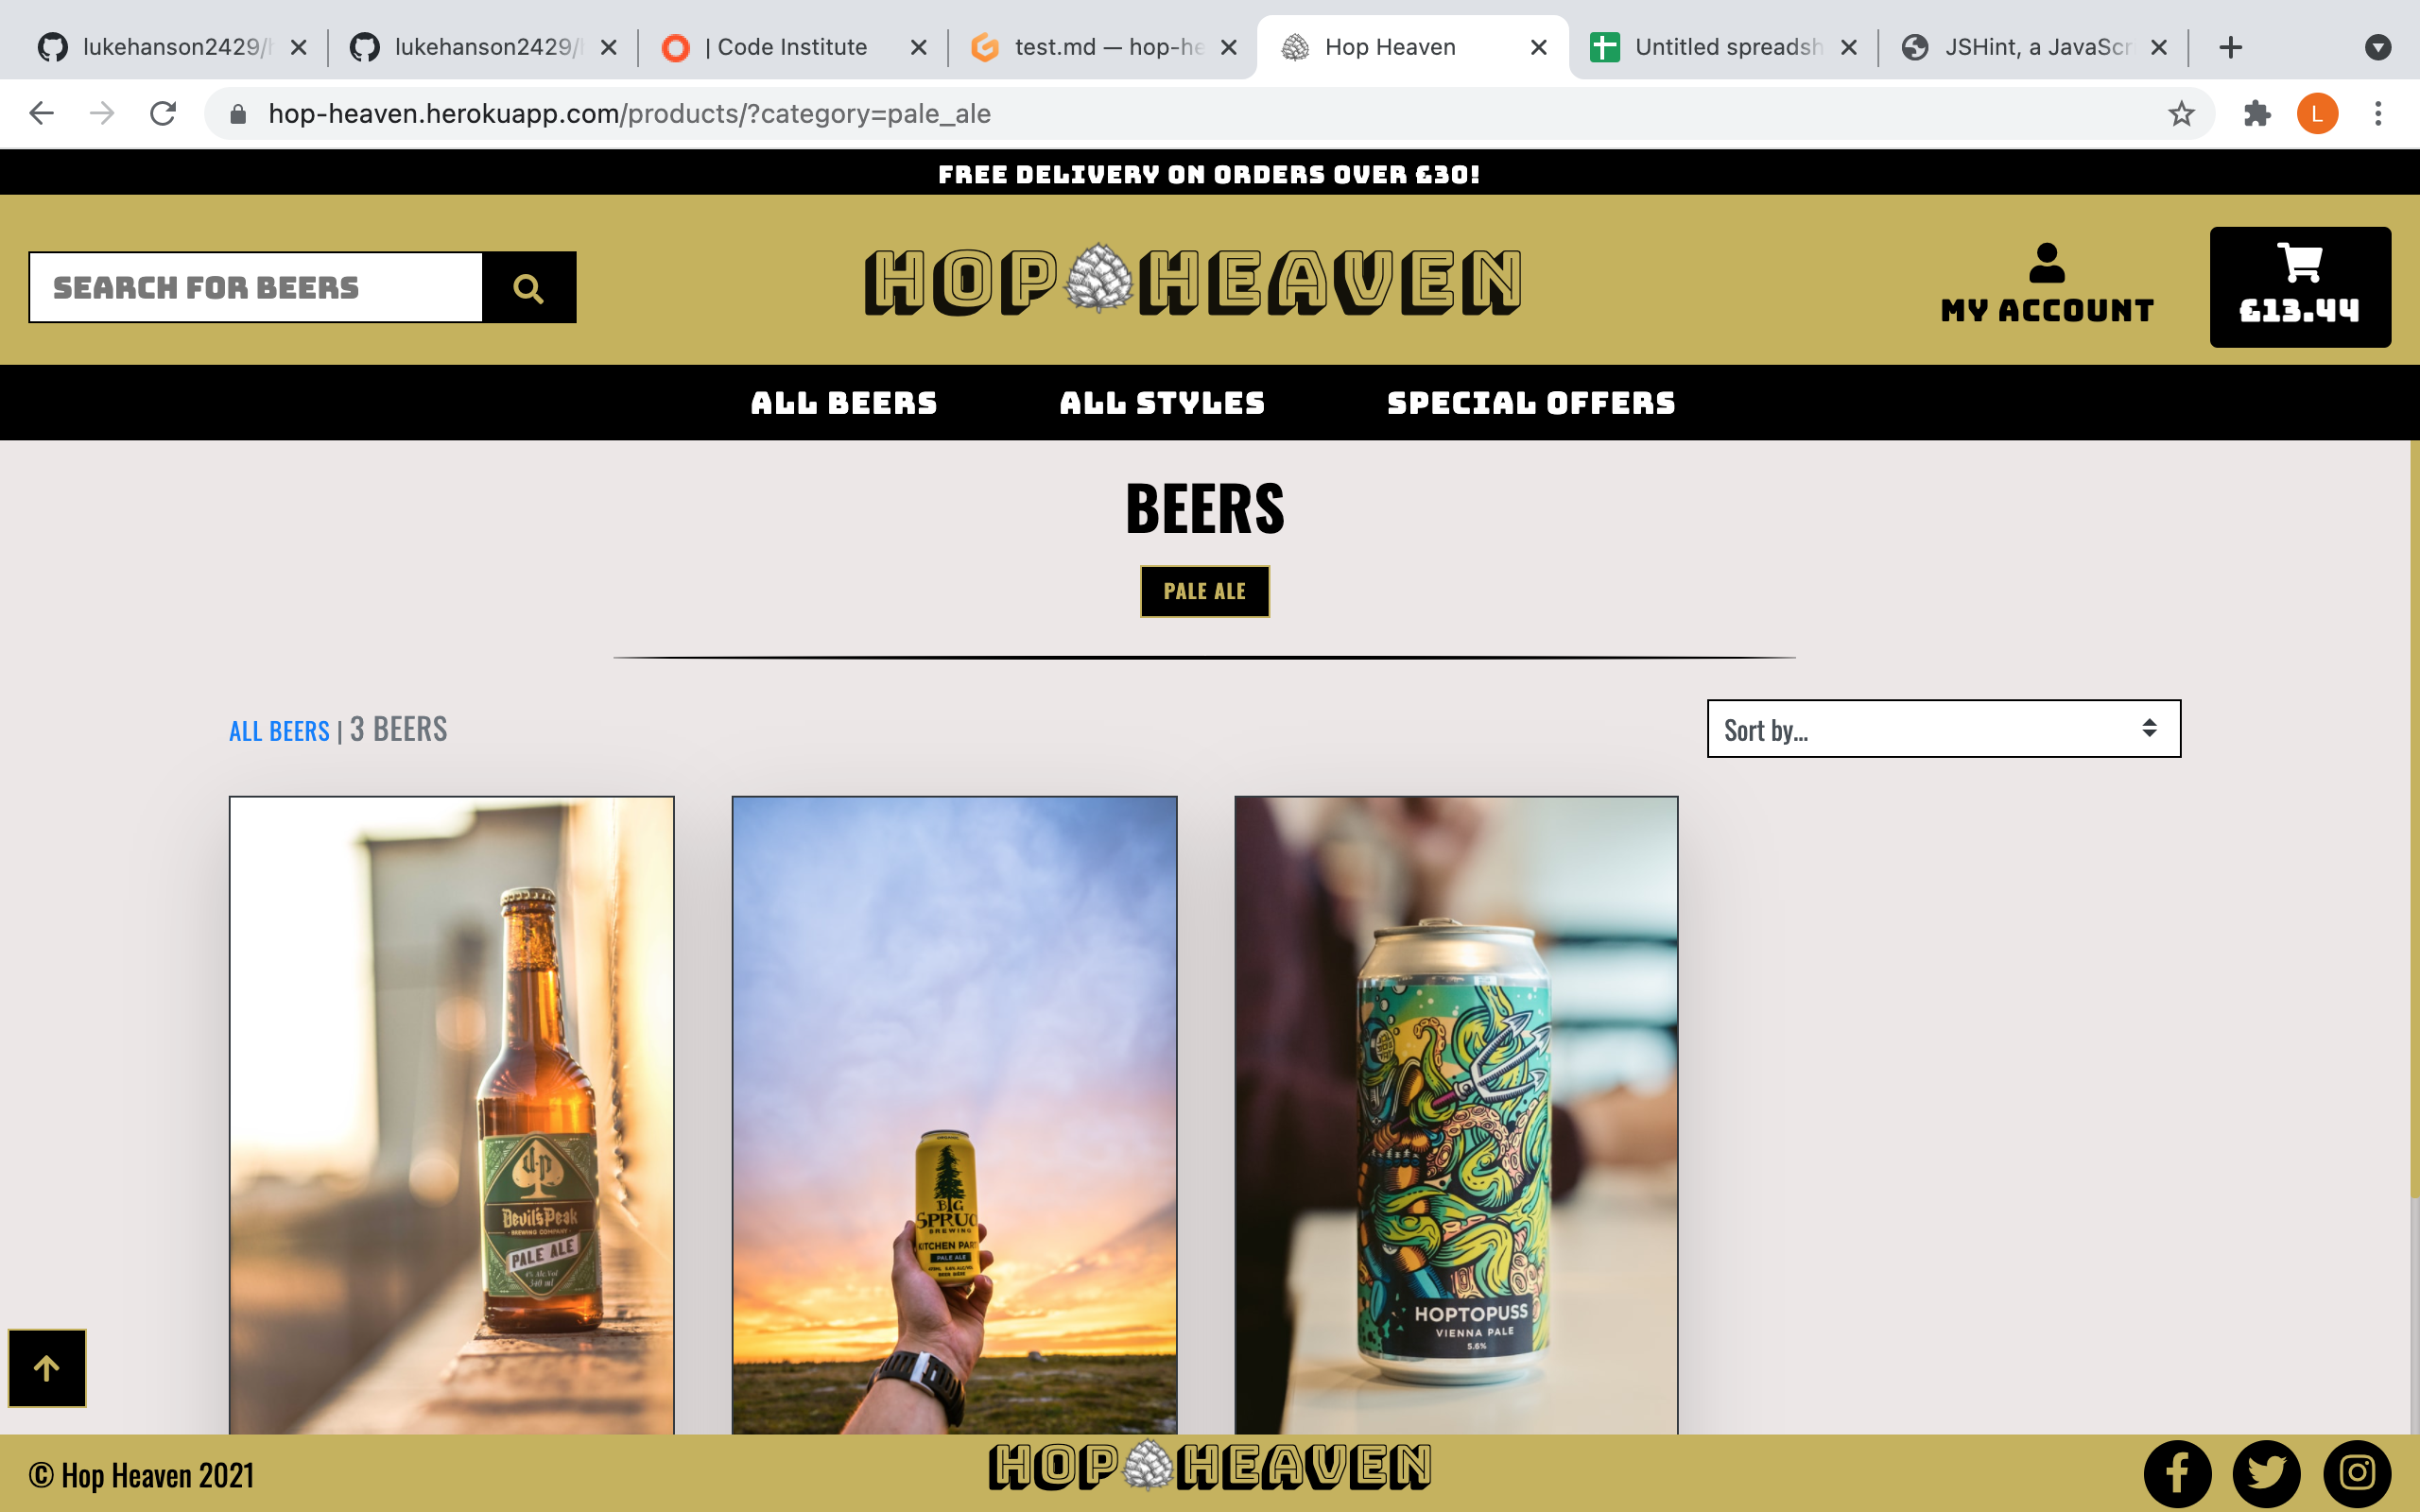 lukehanson2429/
lukehanson2429/
| Code Institute
test.md — hop-he
Hop Heaven
Untitled spreadsh
JSHint, a JavaScr
hop-heaven.herokuapp.com/products/?category=pale_ale
L
FREE DELIVERY ON ORDERS OVER £30!
SEARCH FOR BEERS
HOP HEAVEN
MY ACCOUNT
£13.44
ALL BEERS
ALL STYLES
SPECIAL OFFERS
BEERS
PALE ALE
ALL BEERS | 3 BEERS
Sort by...
d·p
Devil's Peak
BREWING COMPANY
PALE ALE
BIG
SPRUC
BREWING
KITCHEN PAR
PALE ALE
HOPTOPUSS
VIENNA PALE
5.6%
© Hop Heaven 2021
HOP HEAVEN